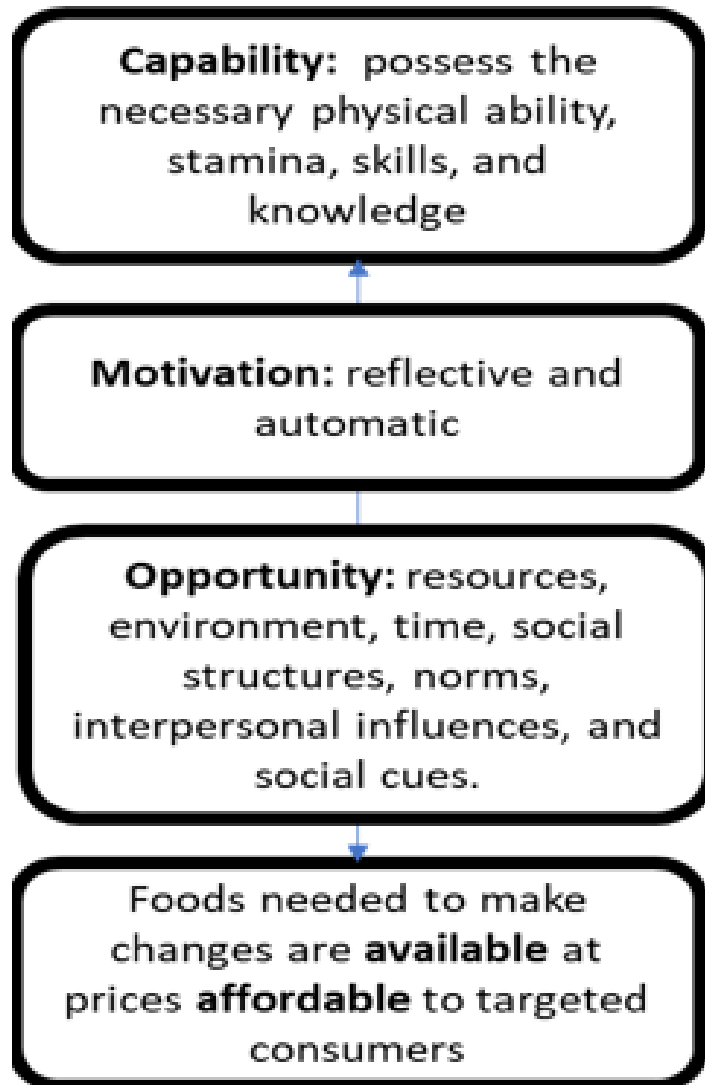 Capability: possess the
necessary physical ability,
stamina, skills, and
knowledge
Motivation: reflective and
automatic
Opportunity: resources,
environment, time, social
structures, norms,
interpersonal influences, and
social cues.
Foods needed to make
changes are available at
prices affordable to targeted
consumers